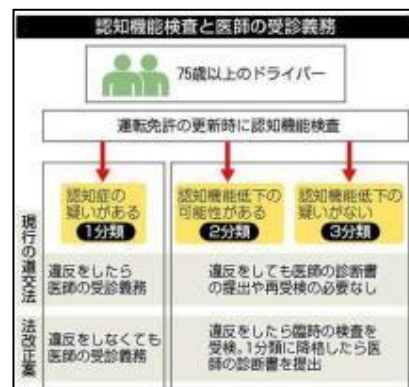 認知機能検査と医師の受診義務
75歳以上のドライバー
運転免許の更新時に認知機能検査
現行の道交法
認知症の
疑いがある
1分類
認知機能低下の
可能性がある
2分類
認知機能低下の
疑いがない
3分類
違反をしたら
医師の受診義務
違反をしても医師の診断書
の提出や再受検の必要なし
法改正案
違反をしなくても
医師の受診義務
違反をしたら臨時の検査を
受検。1分類に降格したら医
師の診断書を提出